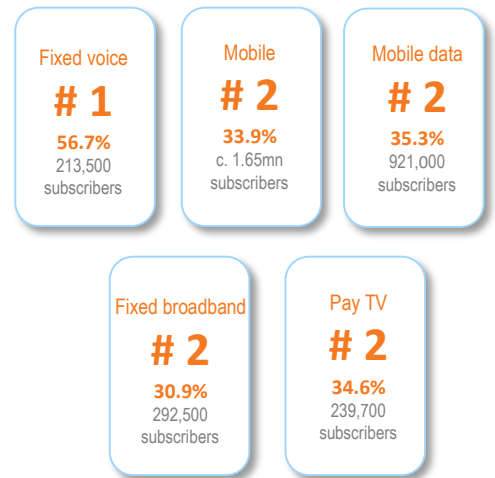 Fixed voice
# 1
56.7%
213,500
subscribers
Mobile
# 2
33.9%
c. 1.65mn
subscribers
Mobile data
# 2
35.3%
921,000
subscribers
Fixed broadband
# 2
30.9%
292,500
subscribers
Pay TV
# 2
34.6%
239,700
subscribers